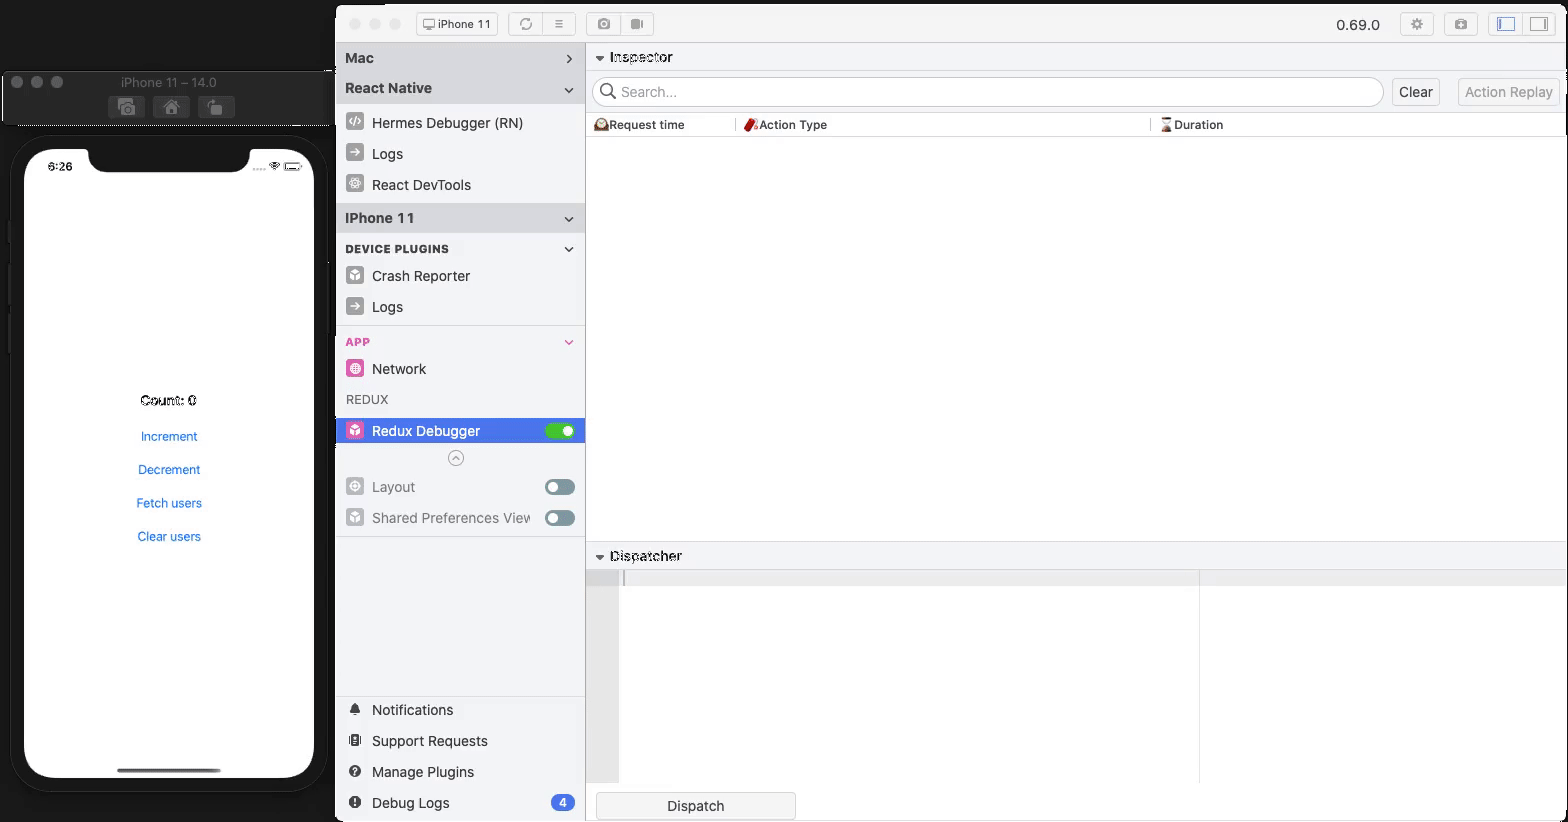 iPhone 11 – 14.0
6:26
Count: 0
Increment
Decrement
Fetch users
Clear users
iPhone 11
0.69.0
Mac
React Native
Hermes Debugger (RN)
Logs
React DevTools
IPhone 11
DEVICE PLUGINS
Crash Reporter
Logs
APP
Network
REDUX
Redux Debugger
Layout
Shared Preferences View
Notifications
Support Requests
Manage Plugins
Debug Logs 4
Inspector
Search... Clear Action Replay
Request time Action Type Duration
Dispatcher
Dispatch